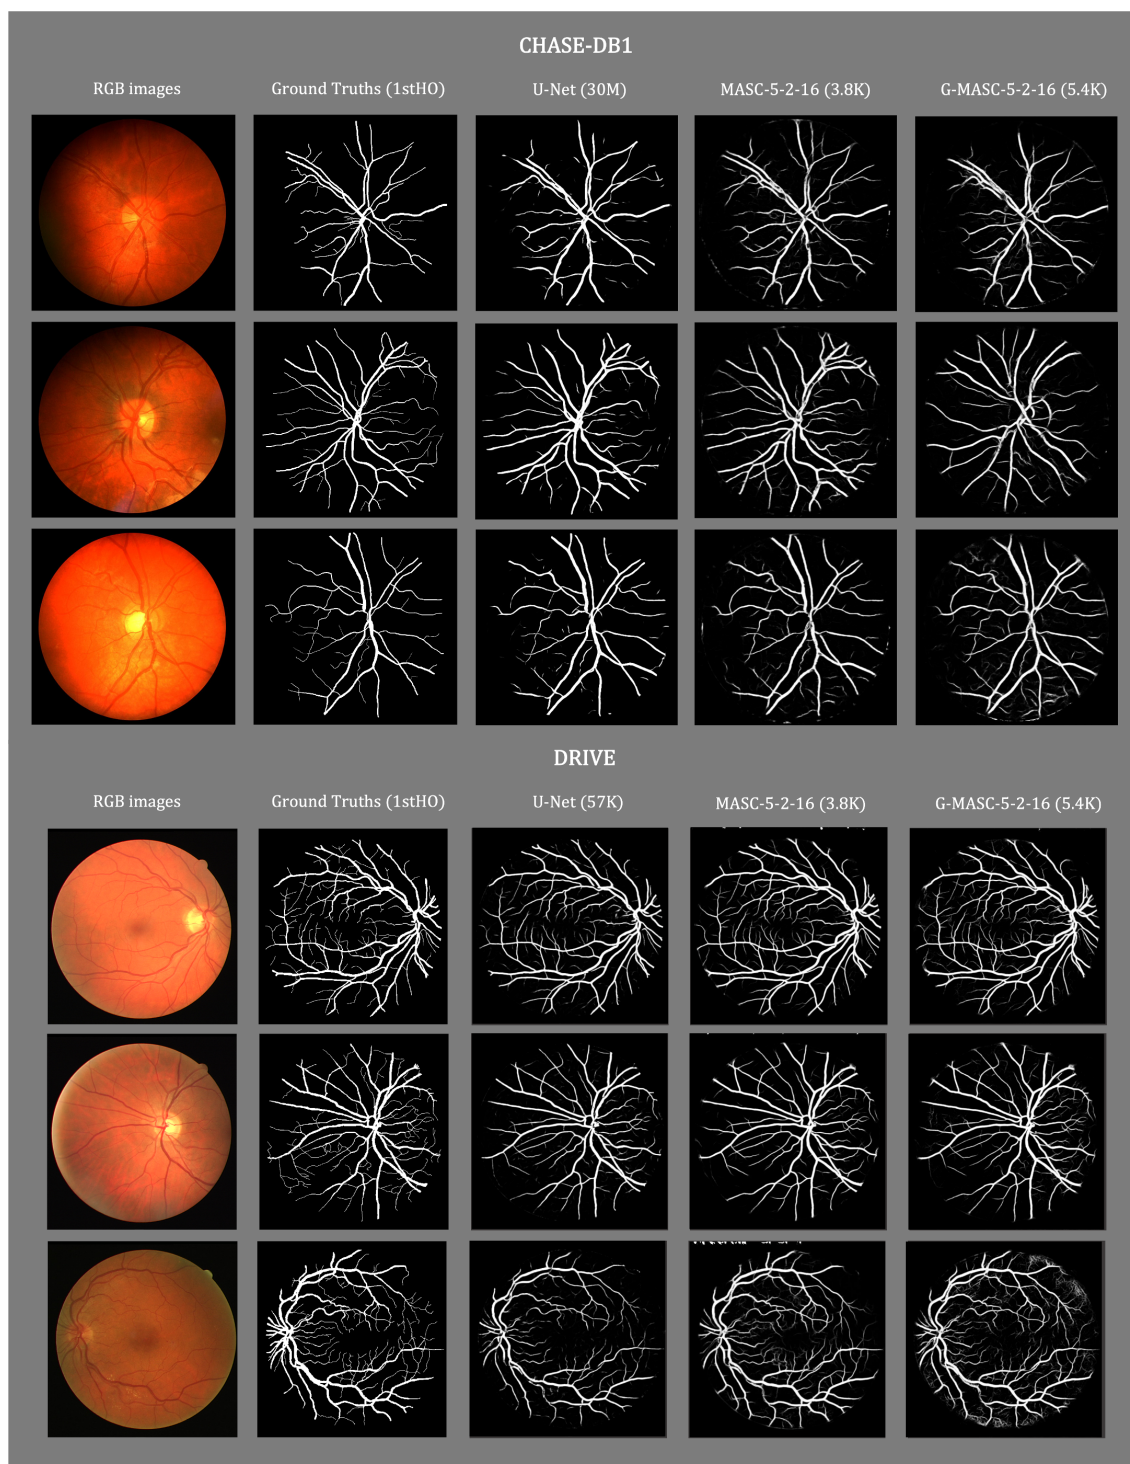 CHASE-DB1
RGB images Ground Truths (1stHO) U-Net (30M) MASC-5-2-16 (3.8K) G-MASC-5-2-16 (5.4K)
DRIVE
RGB images Ground Truths (1stHO) U-Net (57K) MASC-5-2-16 (3.8K) G-MASC-5-2-16 (5.4K)